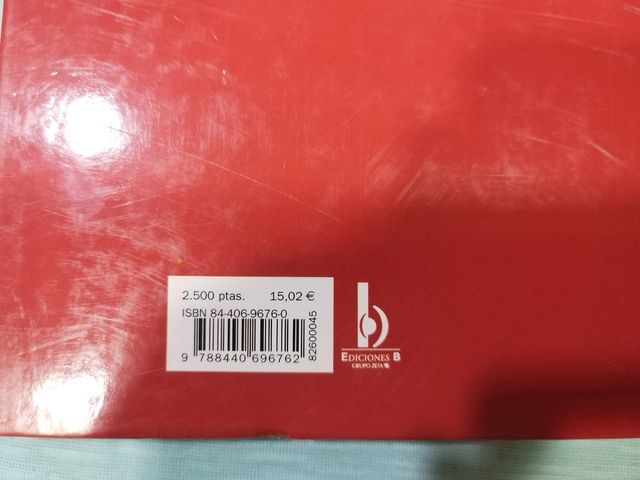 2.500 ptas. 15,02 €
ISBN 84-406-9676-0
9 788440 696762
82600045
b
EDICIONES B
GRUPO ZETA